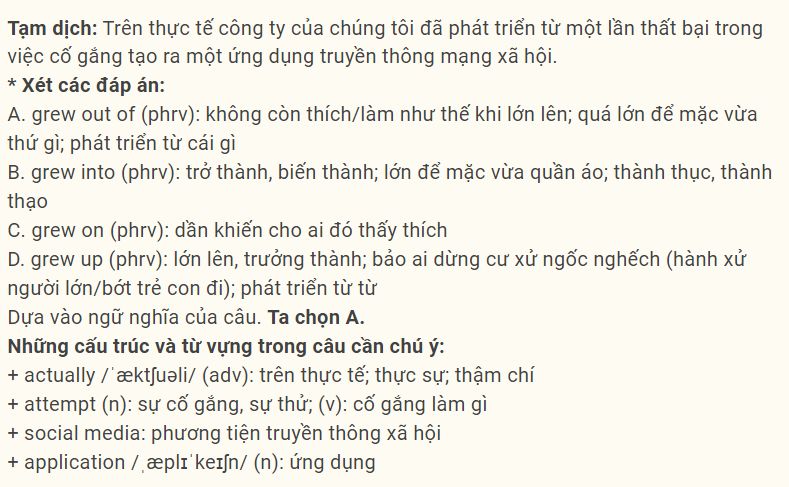 Tạm dịch: Trên thực tế công ty của chúng tôi đã phát triển từ một lần thất bại trong
việc cố gắng tạo ra một ứng dụng truyền thông mạng xã hội.
* Xét các đáp án:
A. grew out of (phrv): không còn thích/làm như thế khi lớn lên; quá lớn để mặc vừa
thứ gì; phát triển từ cái gì
B. grew into (phrv): trở thành, biến thành; lớn để mặc vừa quần áo; thành thục, thành
thạo
C. grew on (phrv): dần khiến cho ai đó thấy thích
D. grew up (phrv): lớn lên, trưởng thành; bảo ai dừng cư xử ngốc nghếch (hành xử
người lớn/bớt trẻ con đi); phát triển từ từ
Dựa vào ngữ nghĩa của câu. Ta chọn A.
Những cấu trúc và từ vựng trong câu cần chú ý:
+ actually /ˈæktʃuəli/ (adv): trên thực tế; thực sự; thậm chí
+ attempt (n): sự cố gắng, sự thử; (v): cố gắng làm gì
+ social media: phương tiện truyền thông xã hội
+ application /ˌæplɪˈkeɪʃn/ (n): ứng dụng